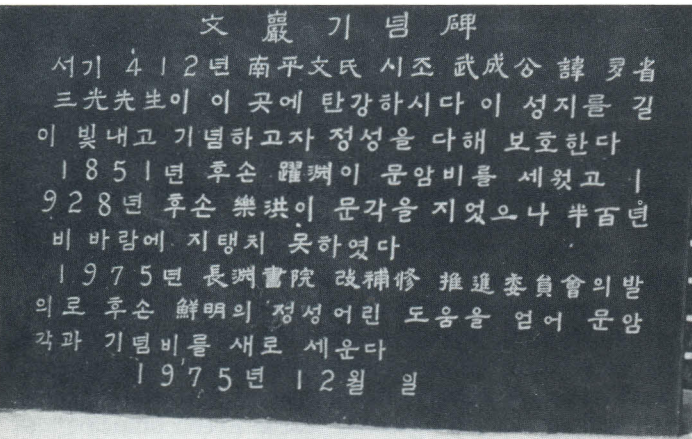 文巖기념碑
서기 412년 南平文氏 시조 武成公 諱 多省
三光先生이 이 곳에 탄강하시다 이 성지를 길
이 빛내고 기념하고자 정성을 다해 보호한다
1851년 후손 躍淵이 문암비를 세웠고 1
928년 후손 樂洪이 문각을 지었으나 半百년
비 바람에 지탱치 못하였다
1975년 長淵書院 改補修 推進委員會의 발
의로 후손 鮮明의 정성어린 도움을 얻어 문암
각과 기념비를 새로 세운다
1975년 12월 일